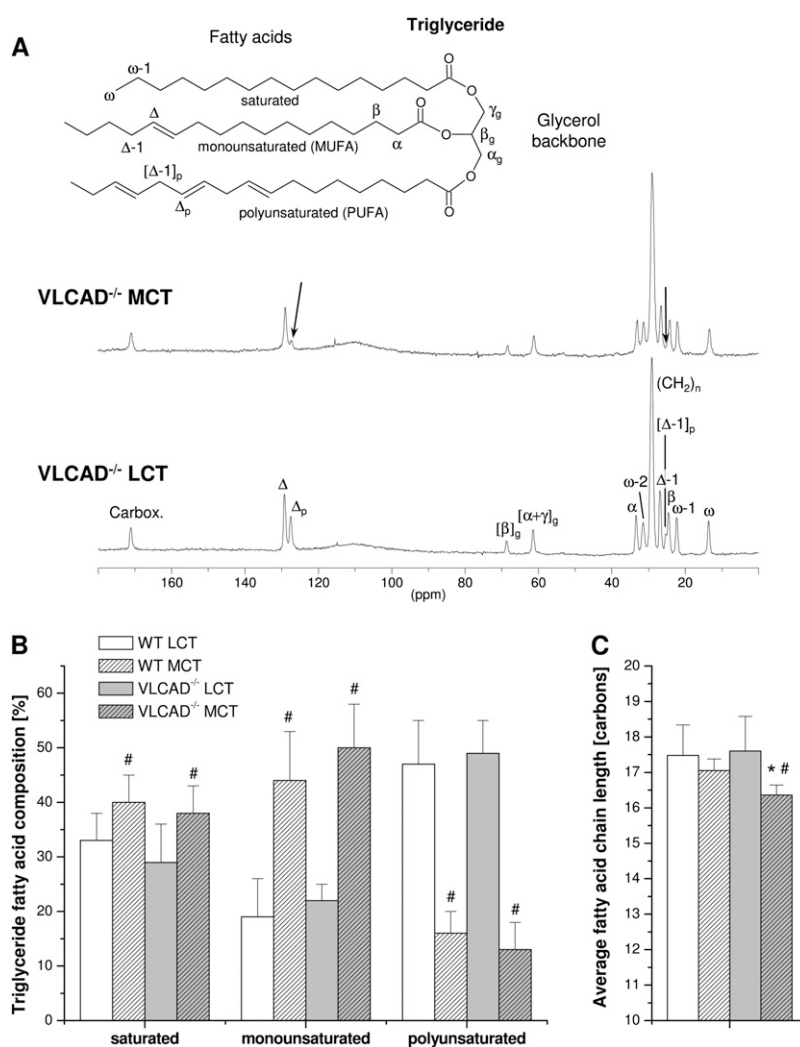 A
Fatty acids
Triglyceride
ω-1
ω
saturated
O
O
γg
Δ
β
O
O
βg
Glycerol
backbone
Δ-1
monounsaturated (MUFA)
α
αg
[Δ-1]p
O
Δp
polyunsaturated (PUFA)
O
VLCAD-/- MCT
(CH2)n
[Δ-1]p
VLCAD-/- LCT
Δ
Δ-1
ω-2
β
Carbox.
Δp
[β]g
[α+γ]g
α
ω-1
ω
160 140 120 100 80 60 40 20
(ppm)
B
WT LCT
WT MCT
VLCAD-/- LCT
VLCAD-/- MCT
Triglyceride fatty acid composition [%]
60
50
40
30
20
10
0
# # # # # #
saturated monounsaturated polyunsaturated
C
Average fatty acid chain length [carbons]
20
19
18
17
16
15
14
13
12
11
10
* #